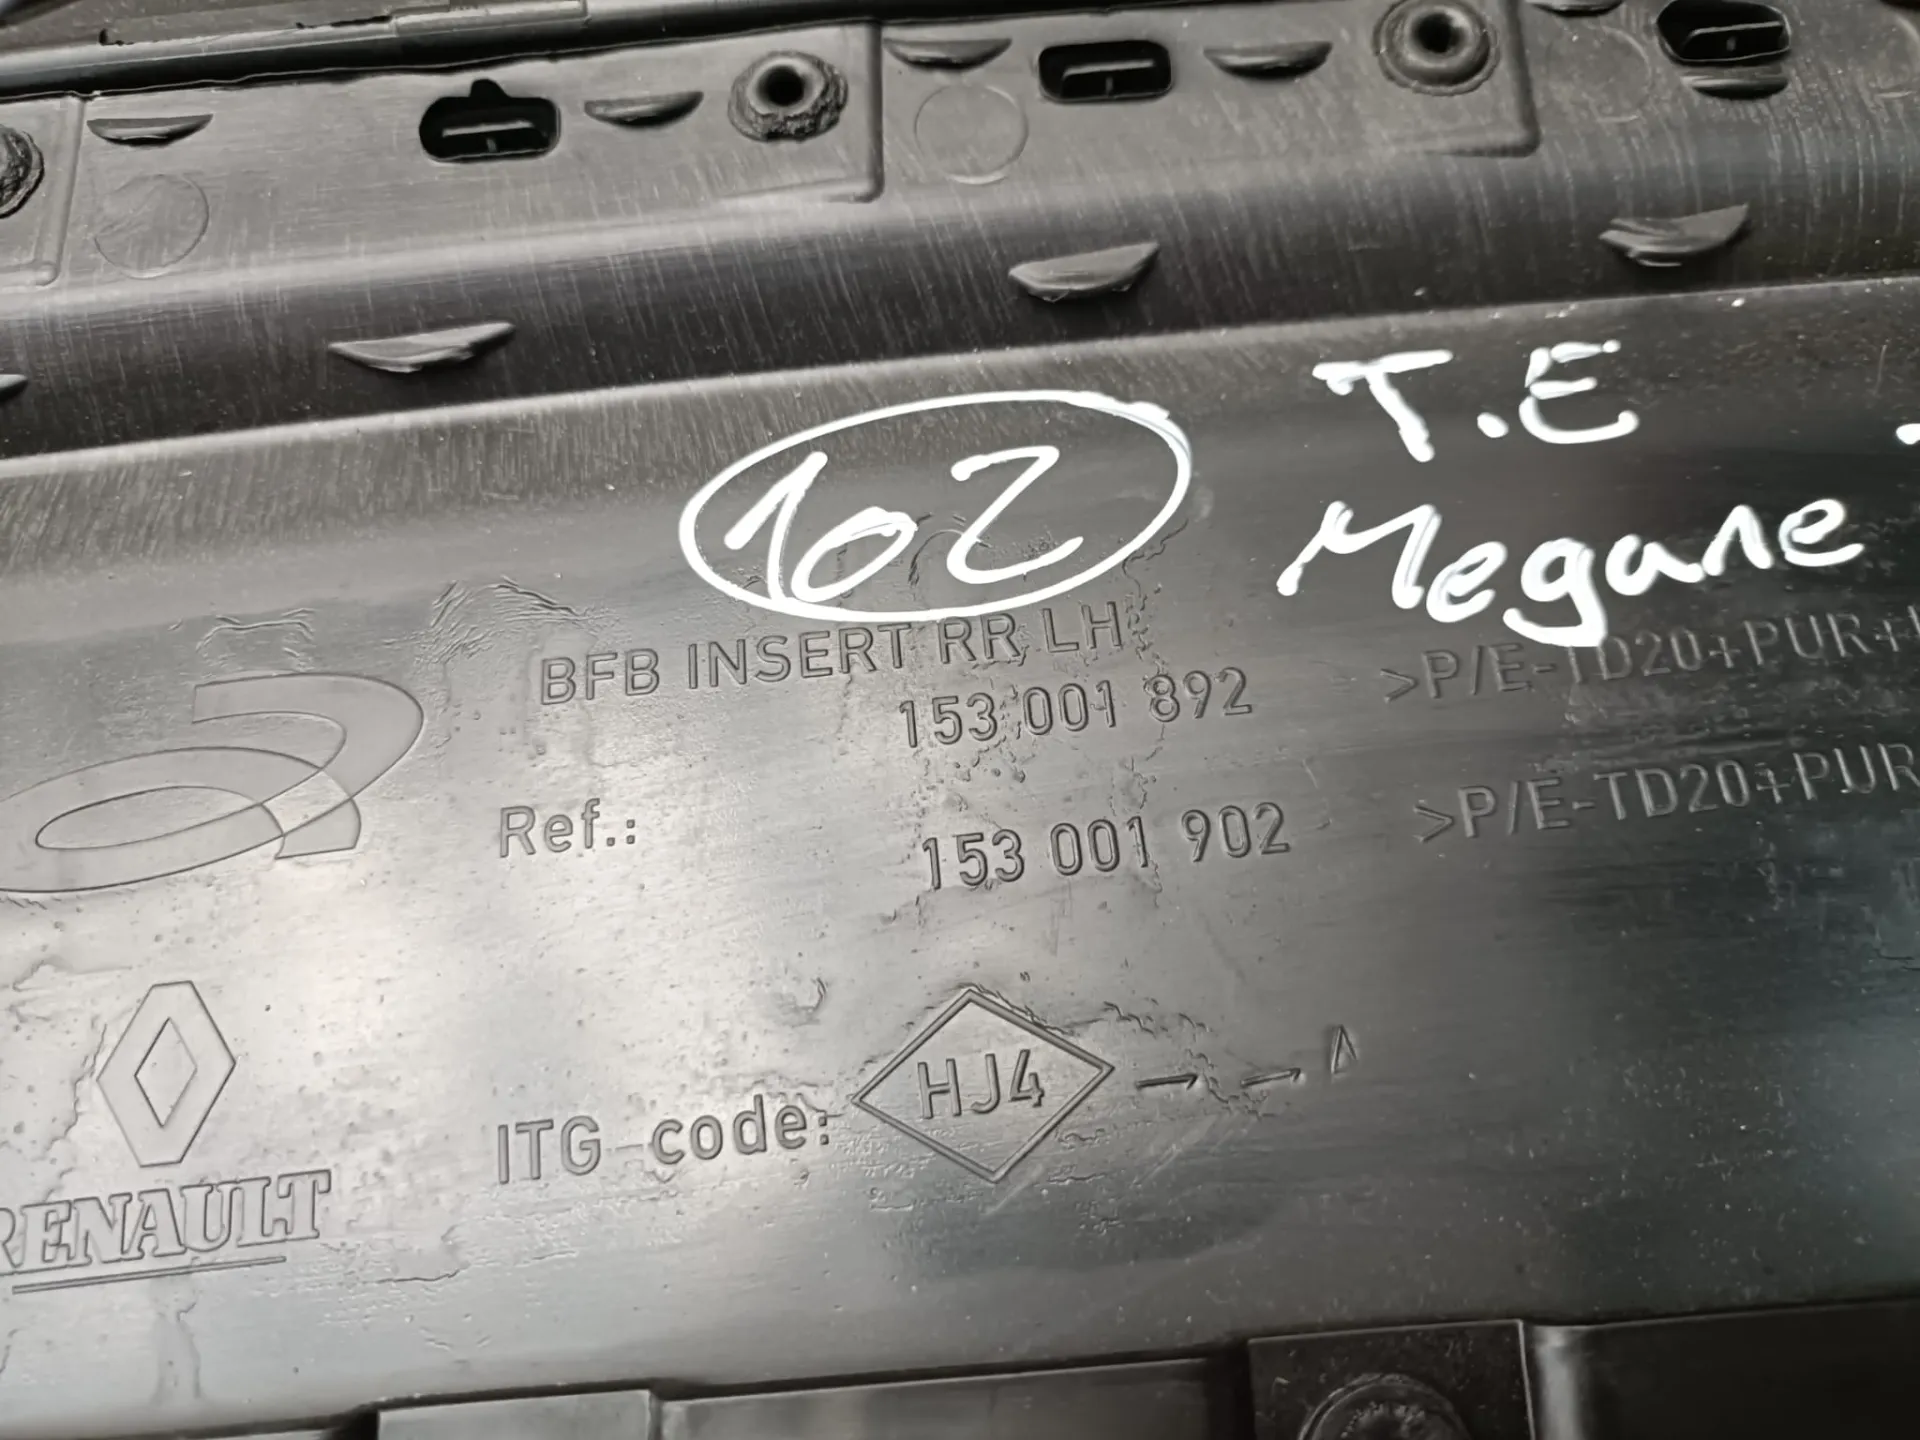 T.E
102
Megane
BFB INSERT RR LH
153 001 892 >P/E-TD20+PUR+
Ref.: 153 001 902 >P/E-TD20+PUR
ITG-code: HJ4 A
RENAULT